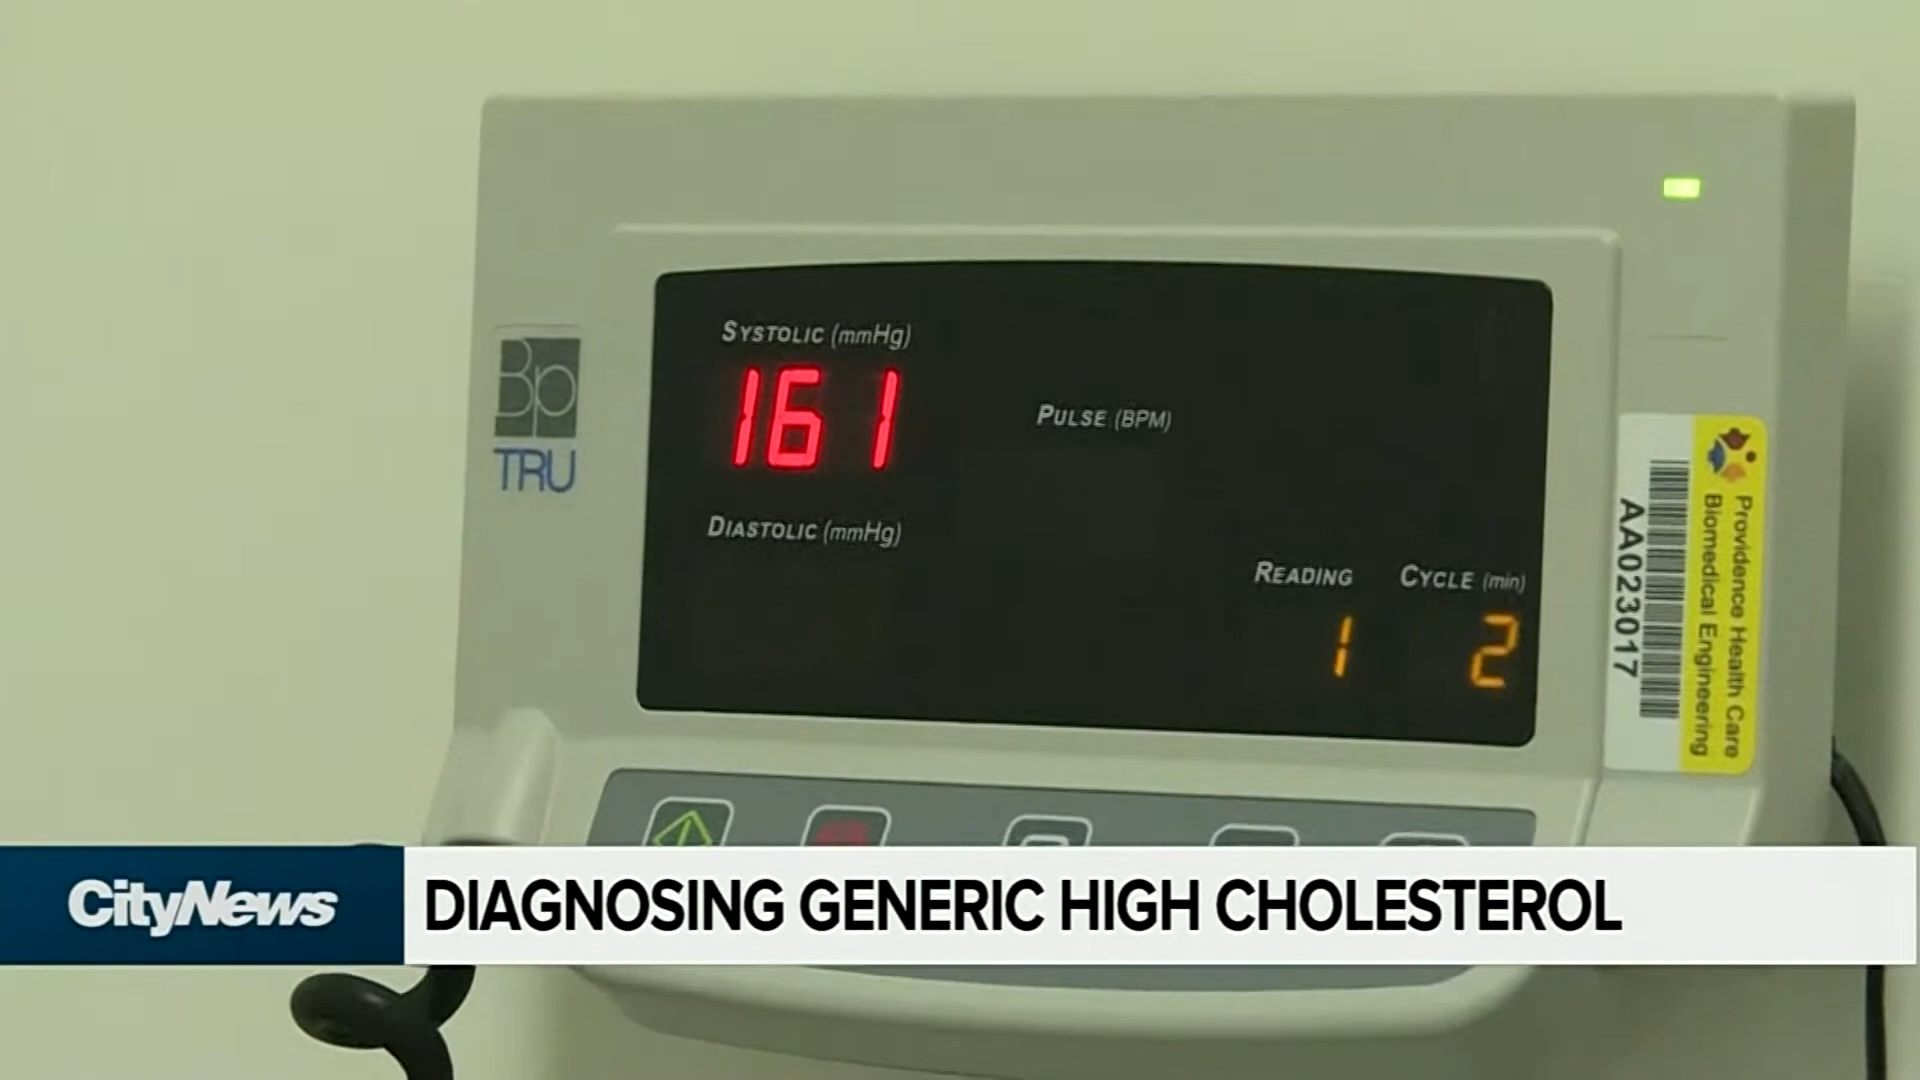 SYSTOLIC (mmHg)
161
PULSE (BPM)
Bp
TRU
DIASTOLIC (mmHg)
READING CYCLE (min)
1 2
Providence Health Care
Biomedical Engineering
AA023017
CityNews
DIAGNOSING GENERIC HIGH CHOLESTEROL